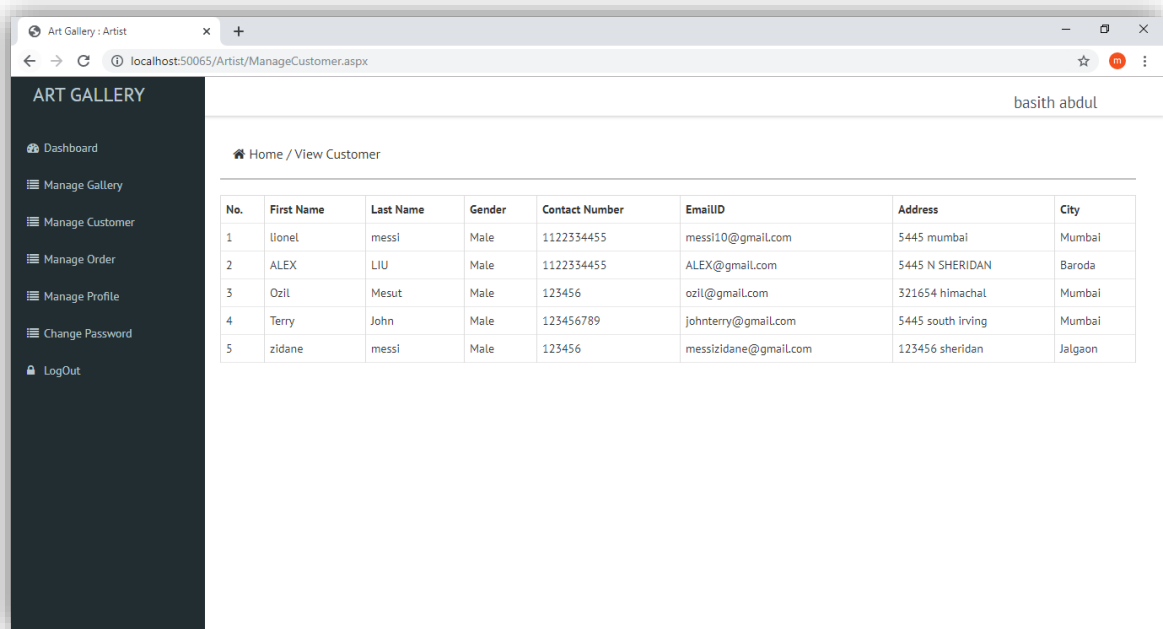 Art Gallery : Artist
localhost:50065/Artist/ManageCustomer.aspx
m
ART GALLERY
basith abdul
Dashboard
Manage Gallery
Manage Customer
Manage Order
Manage Profile
Change Password
LogOut
Home / View Customer
No. First Name Last Name Gender Contact Number EmailID Address City
1 lionel messi Male 1122334455 messi10@gmail.com 5445 mumbai Mumbai
2 ALEX LIU Male 1122334455 ALEX@gmail.com 5445 N SHERIDAN Baroda
3 Ozil Mesut Male 123456 ozil@gmail.com 321654 himachal Mumbai
4 Terry John Male 123456789 johnterry@gmail.com 5445 south irving Mumbai
5 zidane messi Male 123456 messizidane@gmail.com 123456 sheridan Jalgaon